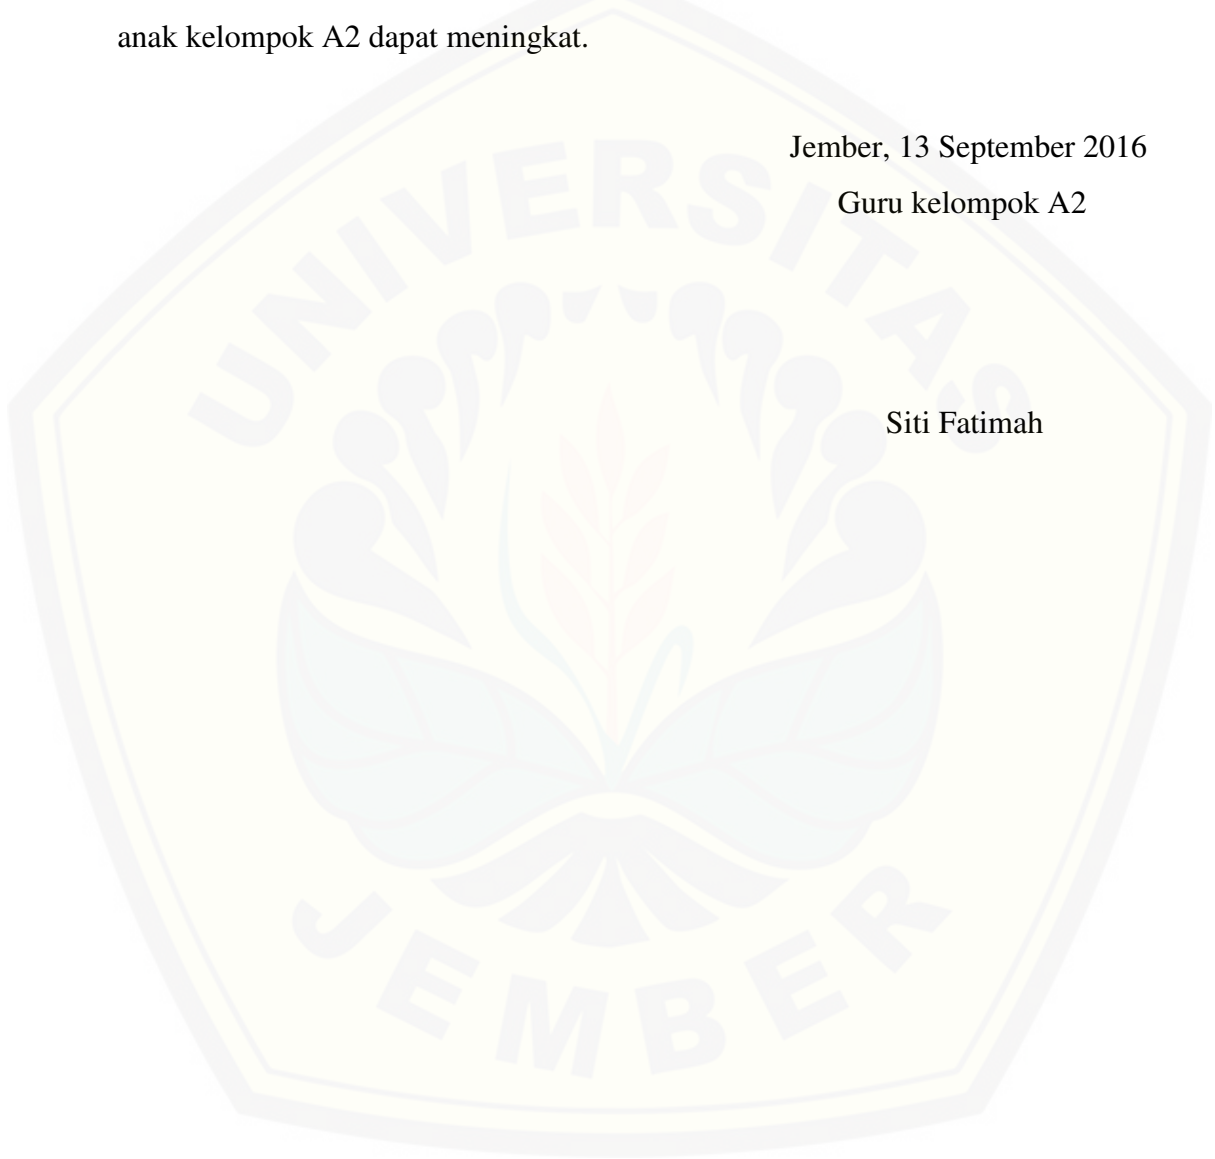 anak kelompok A2 dapat meningkat.
Jember, 13 September 2016
Guru kelompok A2
Siti Fatimah
UNIVERSITAS
JEMBER